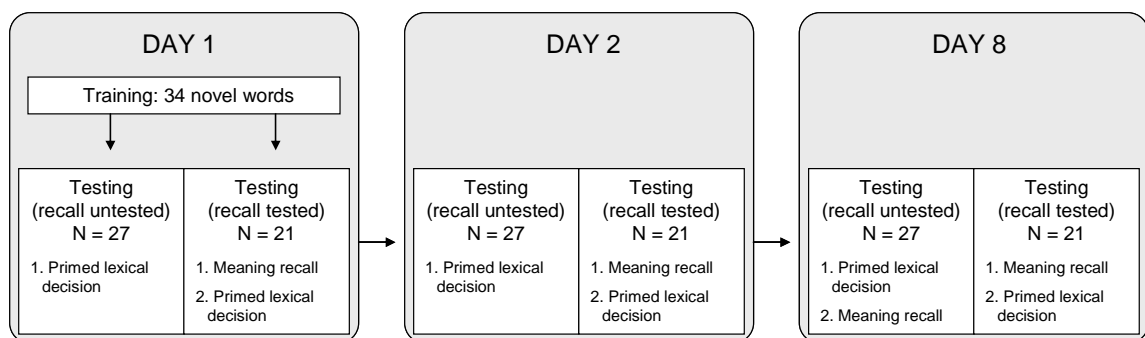 DAY 1
Training: 34 novel words
Testing
(recall untested)
N = 27
1. Primed lexical
decision
Testing
(recall tested)
N = 21
1. Meaning recall
2. Primed lexical
decision
DAY 2
Testing
(recall untested)
N = 27
1. Primed lexical
decision
Testing
(recall tested)
N = 21
1. Meaning recall
2. Primed lexical
decision
DAY 8
Testing
(recall untested)
N = 27
1. Primed lexical
decision
2. Meaning recall
Testing
(recall tested)
N = 21
1. Meaning recall
2. Primed lexical
decision